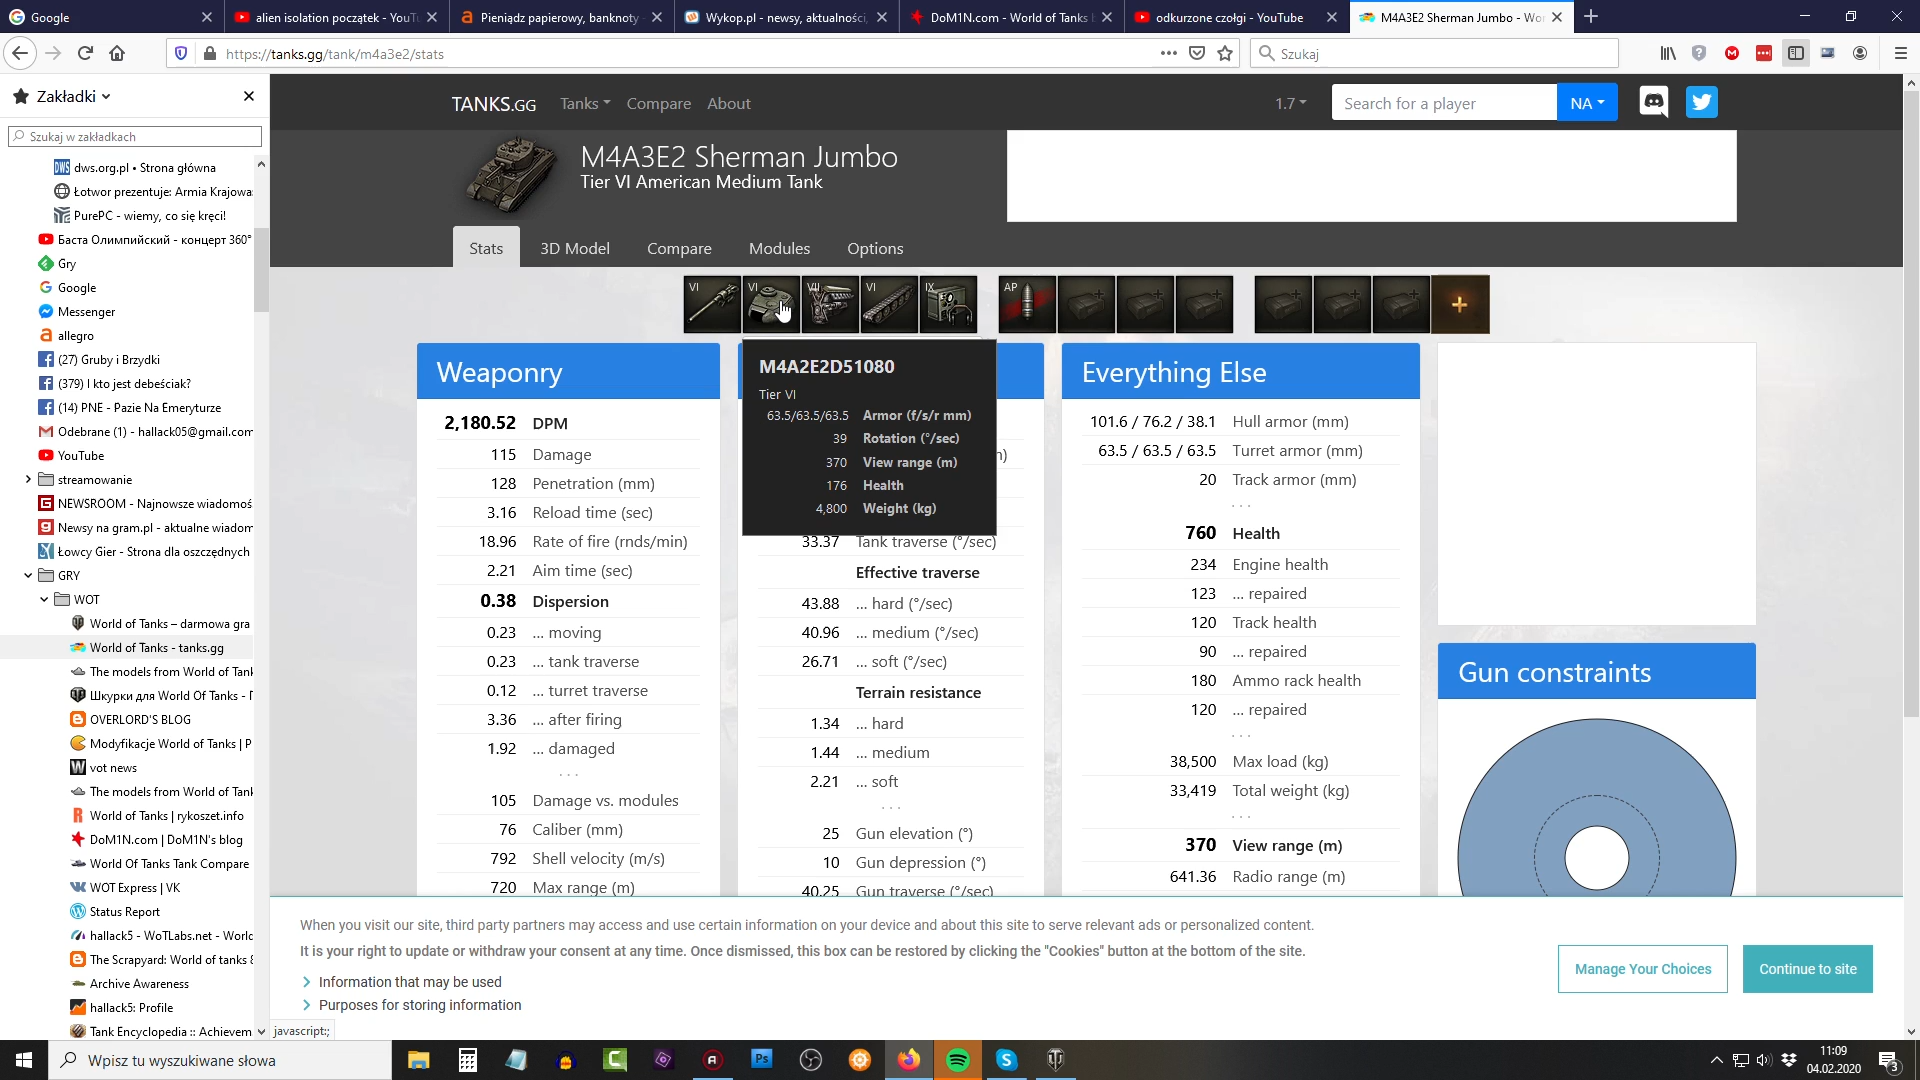 Google
alien isolation początek - YouTu
Pieniądz papierowy, banknoty -
Wykop.pl - newsy, aktualności,
DoM1N.com - World of Tanks b
odkurzone czołgi - YouTube
M4A3E2 Sherman Jumbo - Wo
https://tanks.gg/tank/m4a3e2/stats
Szukaj
Zakładki
Szukaj w zakładkach
dws.org.pl • Strona główna
Łotwor prezentuje: Armia Krajowa
PurePC - wiemy, co się kręci!
Баста Олимпийский - концерт 360°
Gry
Google
Messenger
allegro
(27) Gruby i Brzydki
(379) I kto jest debeściak?
(14) PNE - Pazie Na Emeryturze
Odebrane (1) - hallack05@gmail.com
YouTube
streamowanie
NEWSROOM - Najnowsze wiadomoś
Newsy na gram.pl - aktualne wiadom
Łowcy Gier - Strona dla oszczędnych
GRY
WOT
World of Tanks – darmowa gra
World of Tanks - tanks.gg
The models from World of Tank
Шкурки для World Of Tanks - Г
OVERLORD'S BLOG
Modyfikacje World of Tanks | P
vot news
The models from World of Tank
World of Tanks | rykoszet.info
DoM1N.com | DoM1N's blog
World Of Tanks Tank Compare
WOT Express | VK
Status Report
hallack5 - WoTLabs.net - World
The Scrapyard: World of tanks 8
Archive Awareness
hallack5: Profile
Tank Encyclopedia :: Achievem
TANKS.GG
Tanks
Compare
About
1.7
Search for a player
NA
M4A3E2 Sherman Jumbo
Tier VI American Medium Tank
Stats
3D Model
Compare
Modules
Options
VI
VI
VII
VI
IX
AP
Weaponry
2,180.52 DPM
115 Damage
128 Penetration (mm)
3.16 Reload time (sec)
18.96 Rate of fire (rnds/min)
2.21 Aim time (sec)
0.38 Dispersion
0.23 ... moving
0.23 ... tank traverse
0.12 ... turret traverse
3.36 ... after firing
1.92 ... damaged
...
105 Damage vs. modules
76 Caliber (mm)
792 Shell velocity (m/s)
720 Max range (m)
M4A2E2D51080
Tier VI
63.5/63.5/63.5 Armor (f/s/r mm)
39 Rotation (°/sec)
370 View range (m)
176 Health
4,800 Weight (kg)
33.37 Tank traverse (°/sec)
Effective traverse
43.88 ... hard (°/sec)
40.96 ... medium (°/sec)
26.71 ... soft (°/sec)
Terrain resistance
1.34 ... hard
1.44 ... medium
2.21 ... soft
...
25 Gun elevation (°)
10 Gun depression (°)
40.25 Gun traverse (°/sec)
Everything Else
101.6 / 76.2 / 38.1 Hull armor (mm)
63.5 / 63.5 / 63.5 Turret armor (mm)
20 Track armor (mm)
...
760 Health
234 Engine health
123 ... repaired
120 Track health
90 ... repaired
180 Ammo rack health
120 ... repaired
...
38,500 Max load (kg)
33,419 Total weight (kg)
...
370 View range (m)
641.36 Radio range (m)
Gun constraints
When you visit our site, third party partners may access and use certain information on your device and about this site to serve relevant ads or personalized content.
It is your right to update or withdraw your consent at any time. Once dismissed, this box can be restored by clicking the "Cookies" button at the bottom of the site.
Information that may be used
Purposes for storing information
Manage Your Choices
Continue to site
javascript:;
Wpisz tu wyszukiwane słowa
11:09
04.02.2020
3